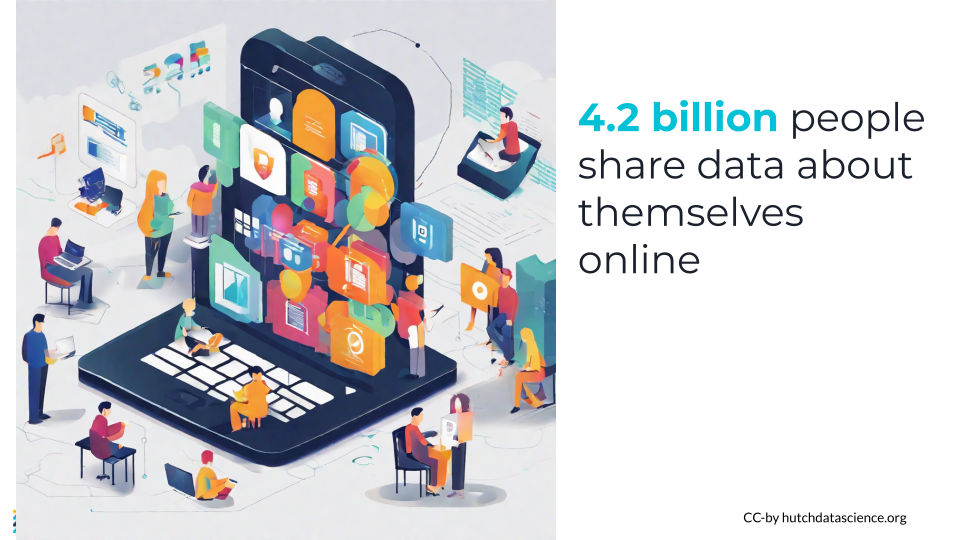 4.2 billion people
share data about
themselves
online
CC-by hutchdatascience.org